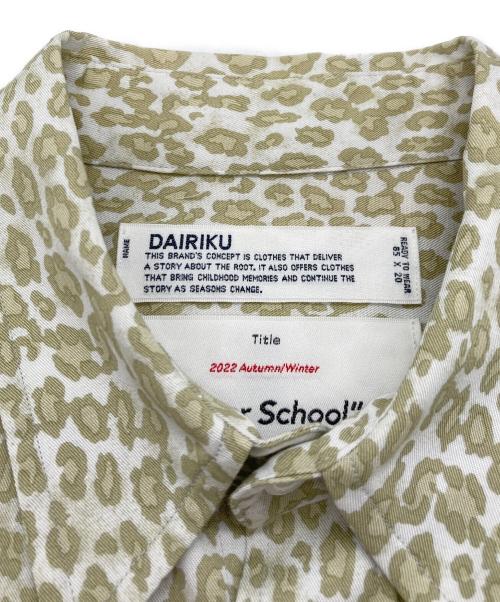 NAME
DAIRIKU
THIS BRAND'S CONCEPT IS CLOTHES THAT DELIVER
A STORY ABOUT THE ROOT, IT ALSO OFFERS CLOTHES
THAT BRING CHILDHOOD MEMORIES AND CONTINUE THE
STORY AS SEASONS CHANGE.
READY TO WEAR
85 X 20
Title
2022 Autumn/Winter
School"